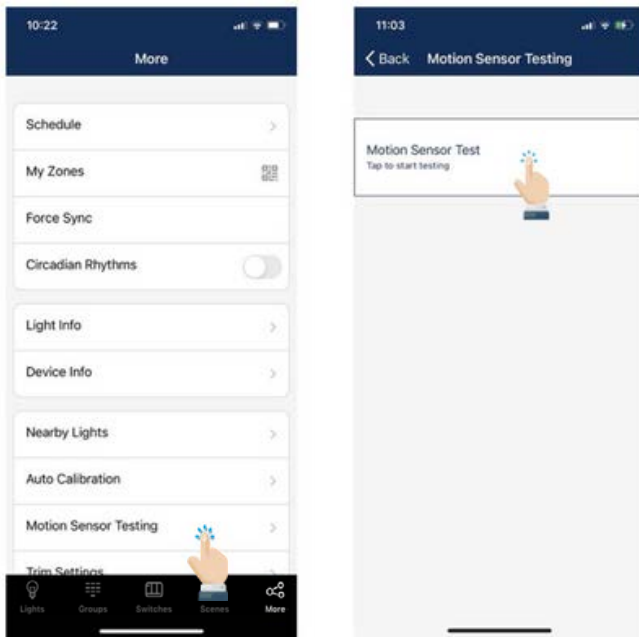 10:22
More
Schedule
My Zones
Force Sync
Circadian Rhythms
Light Info
Device Info
Nearby Lights
Auto Calibration
Motion Sensor Testing
Trim Settings
Lights Groups Switches Scenes More
11:03
Back Motion Sensor Testing
Motion Sensor Test
Tap to start testing